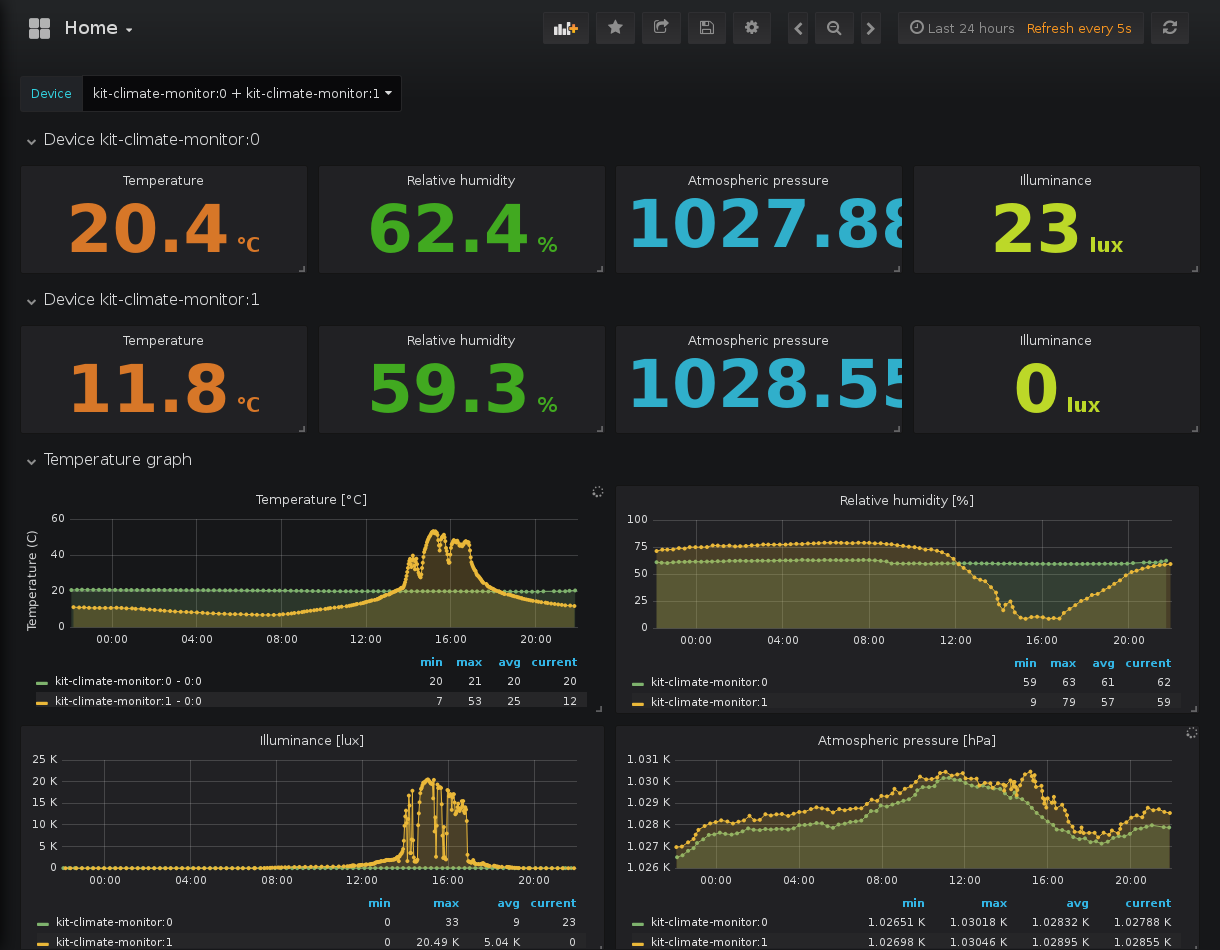 Home
Last 24 hours Refresh every 5s
Device kit-climate-monitor:0 + kit-climate-monitor:1
Device kit-climate-monitor:0
Temperature Relative humidity Atmospheric pressure Illuminance
20.4 °C 62.4 % 1027.88 23 lux
Device kit-climate-monitor:1
Temperature Relative humidity Atmospheric pressure Illuminance
11.8 °C 59.3 % 1028.55 0 lux
Temperature graph
Temperature [°C]
Temperature (C)
60
40
20
0
00:00 04:00 08:00 12:00 16:00 20:00
min max avg current
kit-climate-monitor:0 - 0:0 20 21 20 20
kit-climate-monitor:1 - 0:0 7 53 25 12
Relative humidity [%]
100
75
50
25
0
00:00 04:00 08:00 12:00 16:00 20:00
min max avg current
kit-climate-monitor:0 59 63 61 62
kit-climate-monitor:1 9 79 57 59
Illuminance [lux]
25 K
20 K
15 K
10 K
5 K
0
00:00 04:00 08:00 12:00 16:00 20:00
min max avg current
kit-climate-monitor:0 0 33 9 23
kit-climate-monitor:1 0 20.49 K 5.04 K 0
Atmospheric pressure [hPa]
1.031 K
1.030 K
1.029 K
1.028 K
1.027 K
1.026 K
00:00 04:00 08:00 12:00 16:00 20:00
min max avg current
kit-climate-monitor:0 1.02651 K 1.03018 K 1.02832 K 1.02788 K
kit-climate-monitor:1 1.02698 K 1.03046 K 1.02895 K 1.02855 K